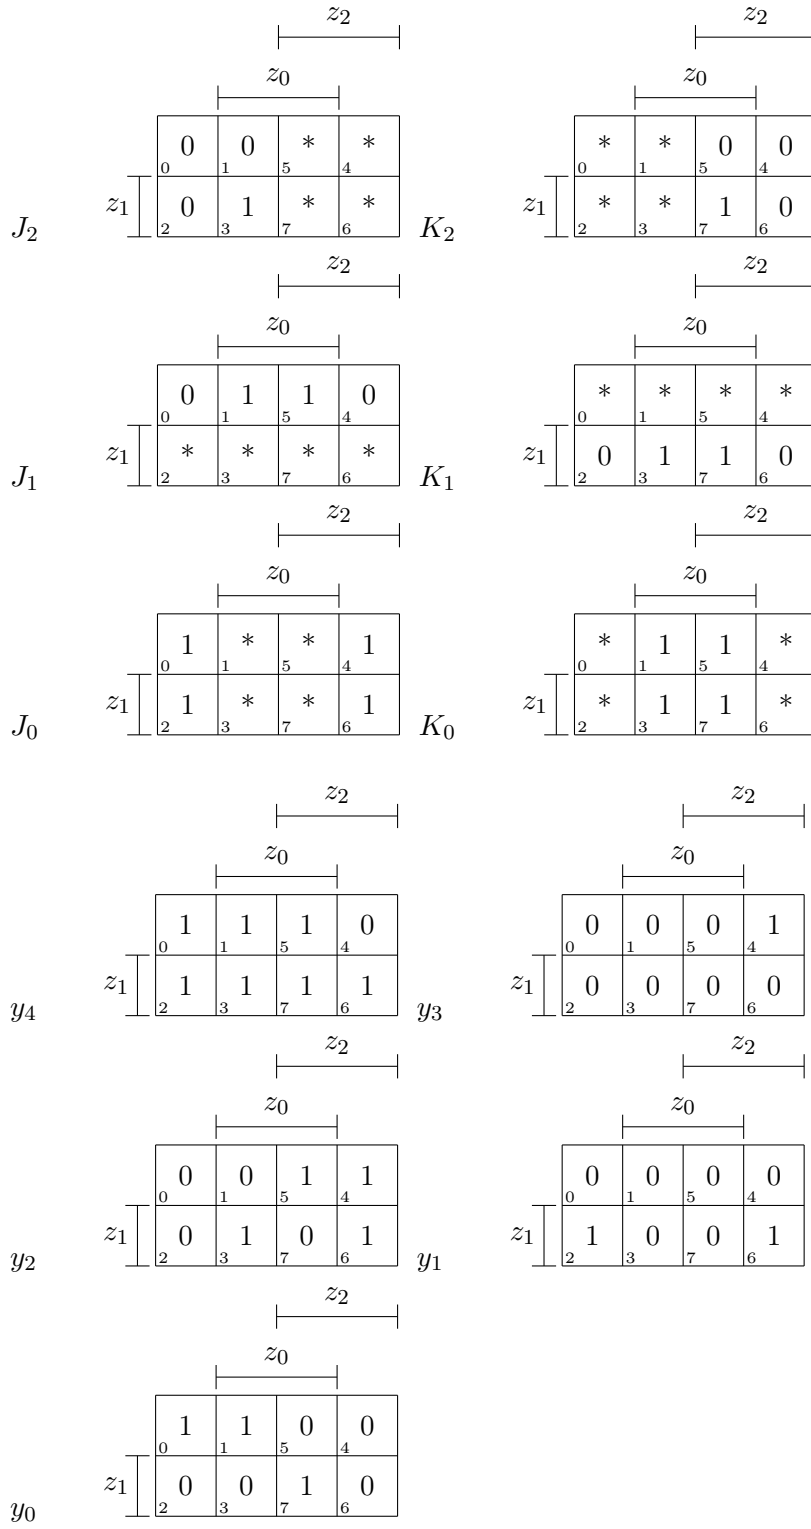 z₂ z₂
z₀ z₀
0 0 * * * * 0 0
0 1 5 4 0 1 5 4
z₁ 0 1 * * z₁ * * 1 0
J₂ 2 3 7 6 K₂ 2 3 7 6
z₂ z₂
z₀ z₀
0 1 1 0 * * * *
0 1 5 4 0 1 5 4
z₁ * * * * z₁ 0 1 1 0
J₁ 2 3 7 6 K₁ 2 3 7 6
z₂ z₂
z₀ z₀
1 * * 1 * 1 1 *
0 1 5 4 0 1 5 4
z₁ 1 * * 1 z₁ * 1 1 *
J₀ 2 3 7 6 K₀ 2 3 7 6
z₂ z₂
z₀ z₀
1 1 1 0 0 0 0 1
0 1 5 4 0 1 5 4
z₁ 1 1 1 1 z₁ 0 0 0 0
y₄ 2 3 7 6 y₃ 2 3 7 6
z₂ z₂
z₀ z₀
0 0 1 1 0 0 0 0
0 1 5 4 0 1 5 4
z₁ 0 1 0 1 z₁ 1 0 0 1
y₂ 2 3 7 6 y₁ 2 3 7 6
z₂
z₀
1 1 0 0
0 1 5 4
z₁ 0 0 1 0
y₀ 2 3 7 6